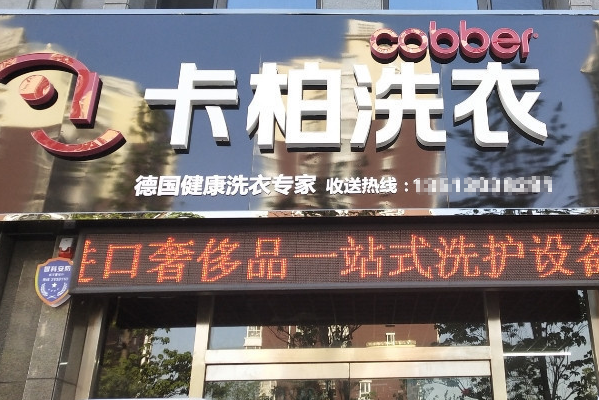 cobber
卡柏洗衣
德国健康洗衣专家 收送热线:
进口奢侈品一站式洗护设备